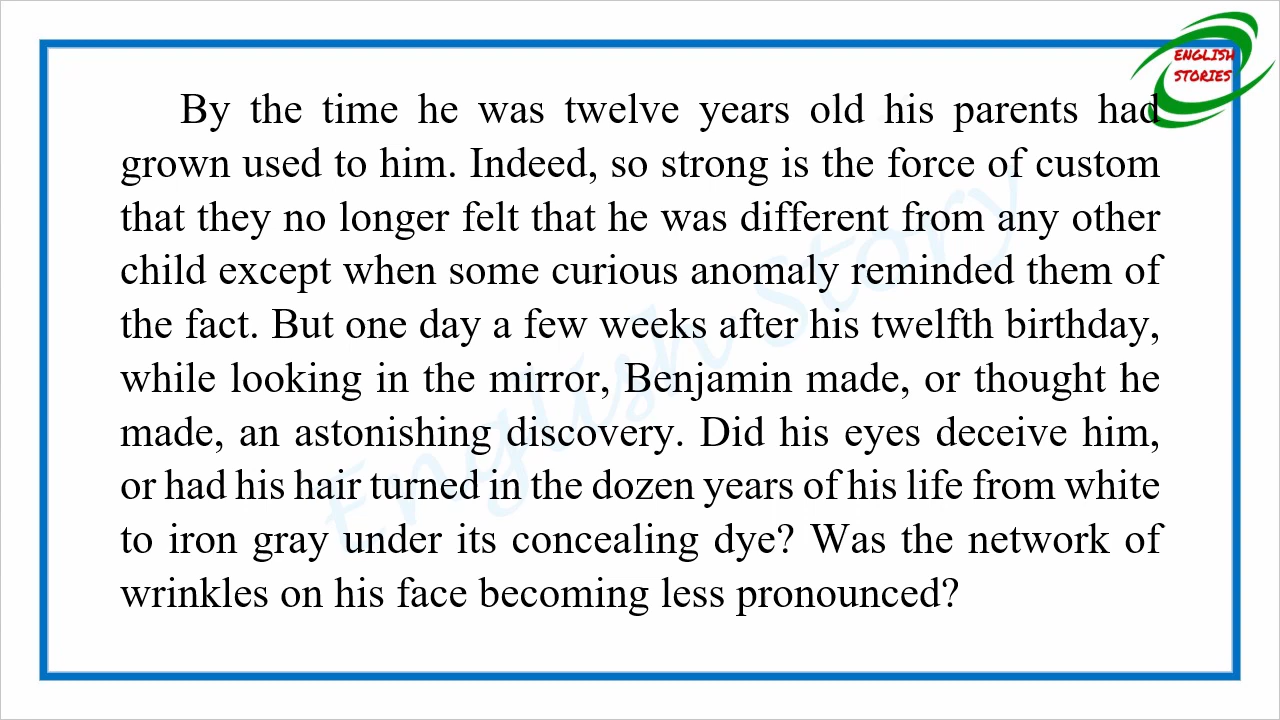 ENGLISH
STORIES
By the time he was twelve years old his parents had
grown used to him. Indeed, so strong is the force of custom
that they no longer felt that he was different from any other
child except when some curious anomaly reminded them of
the fact. But one day a few weeks after his twelfth birthday,
while looking in the mirror, Benjamin made, or thought he
made, an astonishing discovery. Did his eyes deceive him,
or had his hair turned in the dozen years of his life from white
to iron gray under its concealing dye? Was the network of
wrinkles on his face becoming less pronounced?
English Story